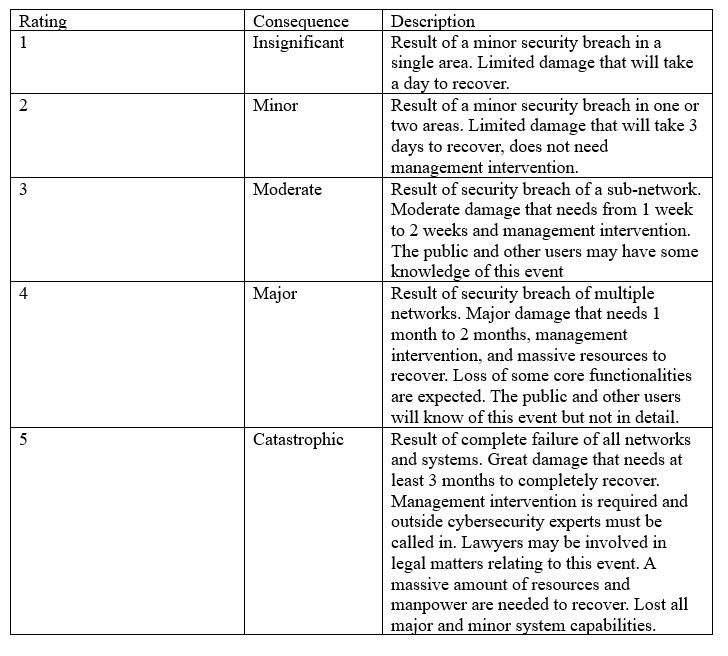 Rating Consequence Description
1 Insignificant Result of a minor security breach in a
single area. Limited damage that will take
a day to recover.
2 Minor Result of a minor security breach in one or
two areas. Limited damage that will take 3
days to recover, does not need
management intervention.
3 Moderate Result of security breach of a sub-network.
Moderate damage that needs from 1 week
to 2 weeks and management intervention.
The public and other users may have some
knowledge of this event
4 Major Result of security breach of multiple
networks. Major damage that needs 1
month to 2 months, management
intervention, and massive resources to
recover. Loss of some core functionalities
are expected. The public and other users
will know of this event but not in detail.
5 Catastrophic Result of complete failure of all networks
and systems. Great damage that needs at
least 3 months to completely recover.
Management intervention is required and
outside cybersecurity experts must be
called in. Lawyers may be involved in
legal matters relating to this event. A
massive amount of resources and
manpower are needed to recover. Lost all
major and minor system capabilities.